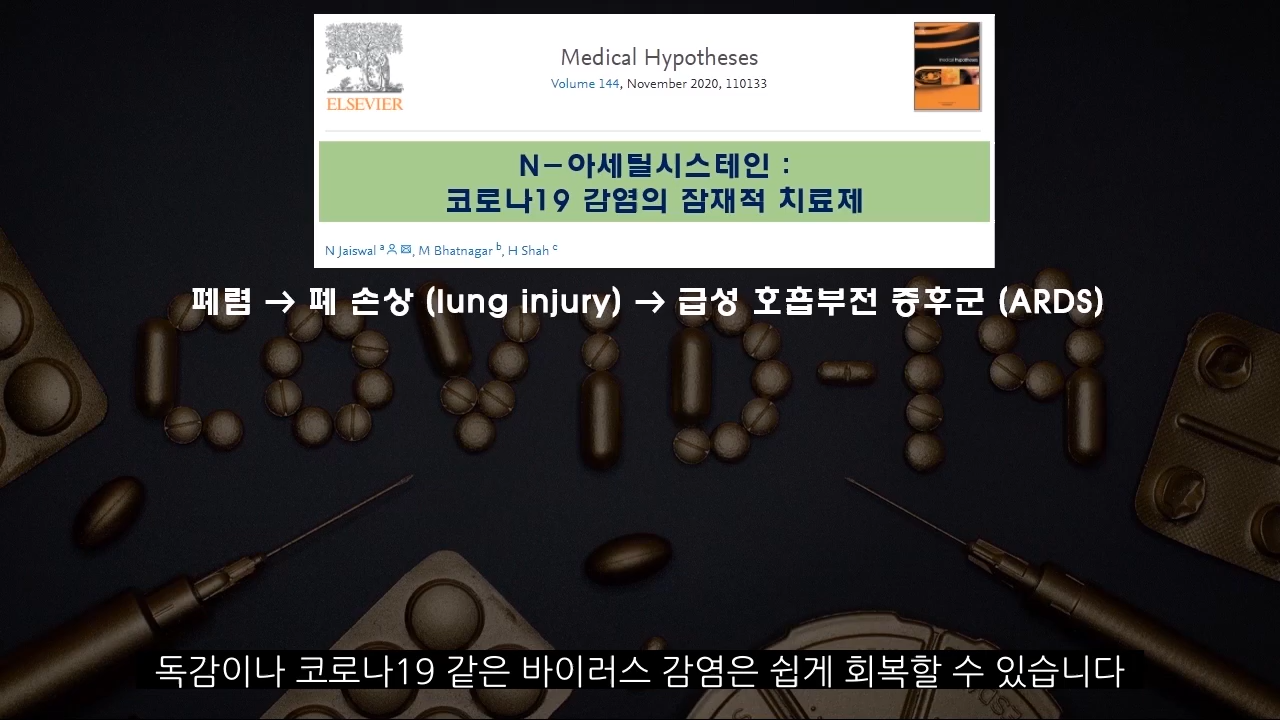 ELSEVIER
Medical Hypotheses
Volume 144, November 2020, 110133
medical hypotheses
N-아세틸시스테인 :
코로나19 감염의 잠재적 치료제
N Jaiswal a, M Bhatnagar b, H Shah c
폐렴 → 폐 손상 (lung injury) → 급성 호흡부전 증후군 (ARDS)
COVID-19
독감이나 코로나19 같은 바이러스 감염은 쉽게 회복할 수 있습니다